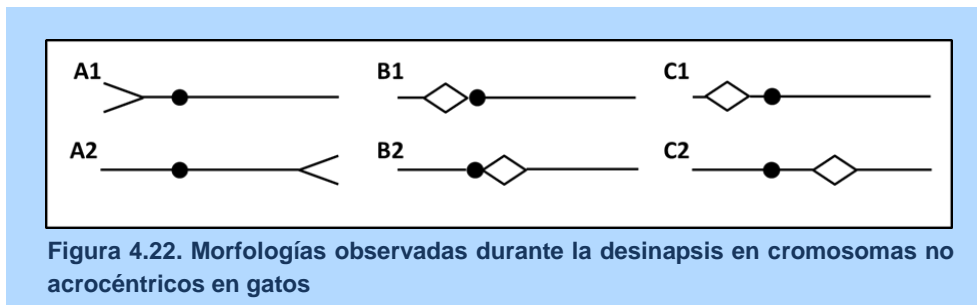 A1 B1 C1
A2 B2 C2
Figura 4.22. Morfologías observadas durante la desinapsis en cromosomas no
acrocéntricos en gatos